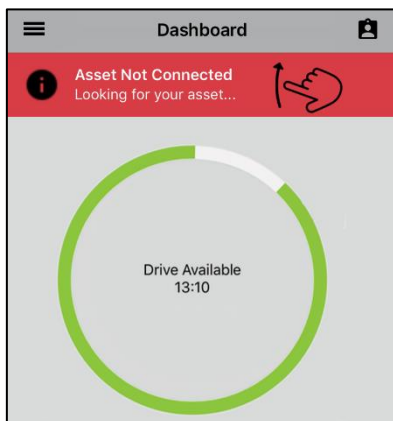 Dashboard
Asset Not Connected
Looking for your asset...
Drive Available
13:10